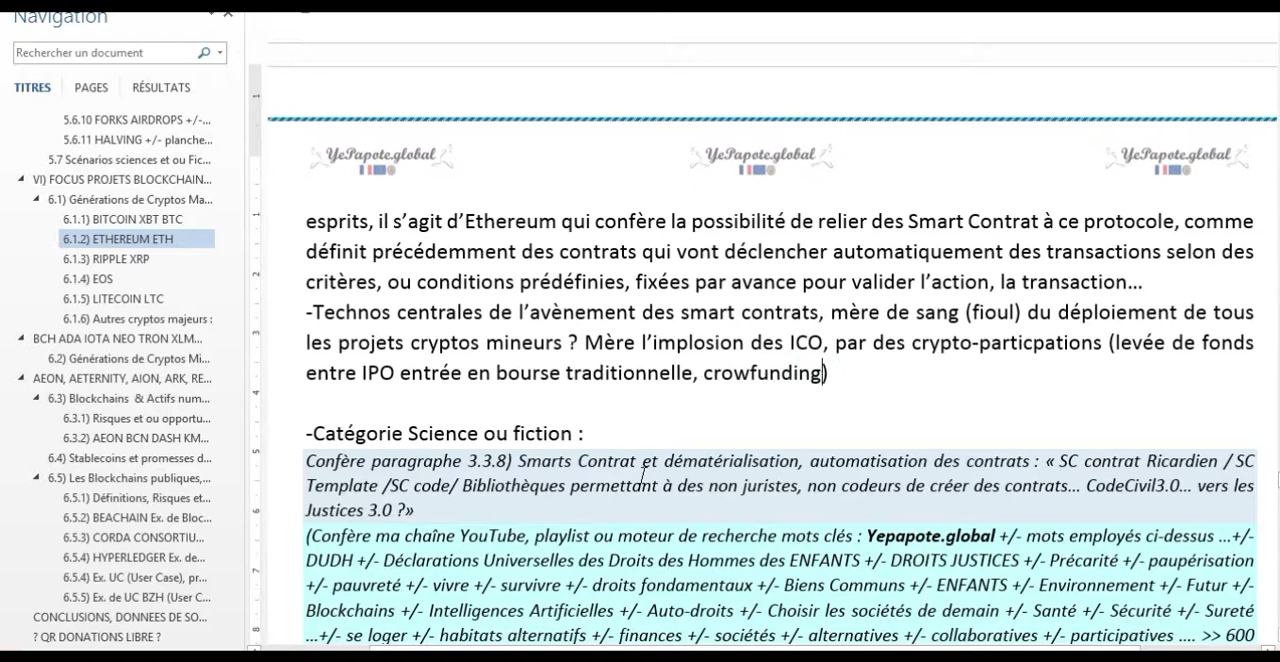 Navigation
Rechercher un document
TITRES PAGES RÉSULTATS
5.6.10 FORKS AIRDROPS +/-...
5.6.11 HALVING +/- planche...
5.7 Scénarios sciences et ou Fic...
VI) FOCUS PROJETS BLOCKCHAIN...
6.1) Générations de Cryptos Ma...
6.1.1) BITCOIN XBT BTC
6.1.2) ETHEREUM ETH
6.1.3) RIPPLE XRP
6.1.4) EOS
6.1.5) LITECOIN LTC
6.1.6) Autres cryptos majeurs :
BCH ADA IOTA NEO TRON XLM...
6.2) Générations de Cryptos Mi...
AEON, AETERNITY, AION, ARK, RE...
6.3) Blockchains & Actifs num...
6.3.1) Risques et ou opportu...
6.3.2) AEON BCN DASH KM...
6.4) Stablecoins et promesses d...
6.5) Les Blockchains publiques,...
6.5.1) Définitions, Risques et...
6.5.2) BEACHAIN Ex. de Bloc...
6.5.3) CORDA CONSORTIU...
6.5.4) HYPERLEDGER Ex. de...
6.5.4) Ex. UC (User Case), pr...
6.5.5) Ex. de UC BZH (User C...
CONCLUSIONS, DONNEES DE SO...
? QR DONATIONS LIBRE ?
YePapote.global YePapote.global YePapote.global
esprits, il s’agit d’Ethereum qui confère la possibilité de relier des Smart Contrat à ce protocole, comme
définit précédemment des contrats qui vont déclencher automatiquement des transactions selon des
critères, ou conditions prédéfinies, fixées par avance pour valider l’action, la transaction...
-Technos centrales de l’avènement des smart contrats, mère de sang (fioul) du déploiement de tous
les projets cryptos mineurs ? Mère l’implosion des ICO, par des crypto-particpations (levée de fonds
entre IPO entrée en bourse traditionnelle, crowfunding)
-Catégorie Science ou fiction :
Confère paragraphe 3.3.8) Smarts Contrat et dématérialisation, automatisation des contrats : « SC contrat Ricardien / SC
Template /SC code/ Bibliothèques permettant à des non juristes, non codeurs de créer des contrats... CodeCivil3.0... vers les
Justices 3.0 ?»
(Confère ma chaîne YouTube, playlist ou moteur de recherche mots clés : Yepapote.global +/- mots employés ci-dessus ...+/-
DUDH +/- Déclarations Universelles des Droits des Hommes des ENFANTS +/- DROITS JUSTICES +/- Précarité +/- paupérisation
+/- pauvreté +/- vivre +/- survivre +/- droits fondamentaux +/- Biens Communs +/- ENFANTS +/- Environnement +/- Futur +/-
Blockchains +/- Intelligences Artificielles +/- Auto-droits +/- Choisir les sociétés de demain +/- Santé +/- Sécurité +/- Sureté
...+/- se loger +/- habitats alternatifs +/- finances +/- sociétés +/- alternatives +/- collaboratives +/- participatives .... >> 600